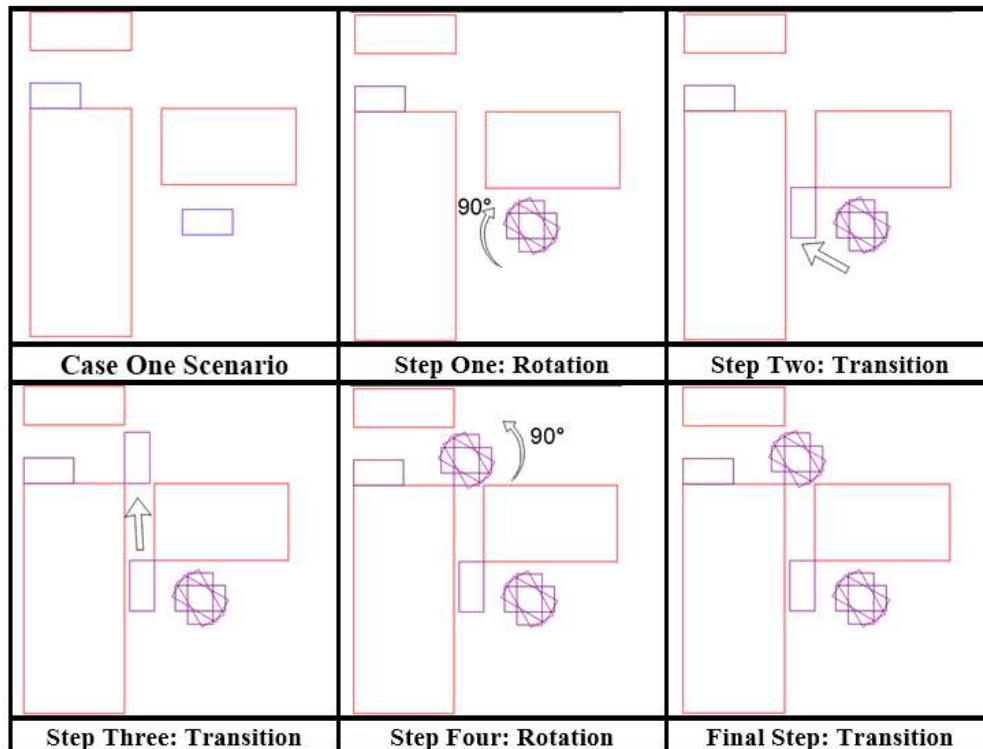 90°
Case One Scenario
Step One: Rotation
Step Two: Transition
90°
Step Three: Transition
Step Four: Rotation
Final Step: Transition